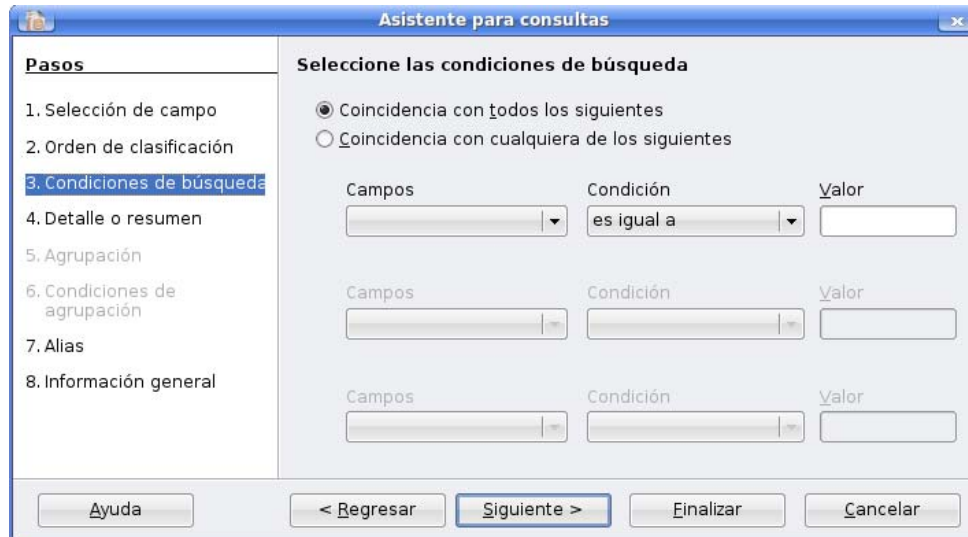 Asistente para consultas
Pasos
1. Selección de campo
2. Orden de clasificación
3. Condiciones de búsqueda
4. Detalle o resumen
5. Agrupación
6. Condiciones de
agrupación
7. Alias
8. Información general
Seleccione las condiciones de búsqueda
Coincidencia con todos los siguientes
Coincidencia con cualquiera de los siguientes
Campos Condición Valor
es igual a
Campos Condición Valor
Campos Condición Valor
Ayuda < Regresar Siguiente > Finalizar Cancelar